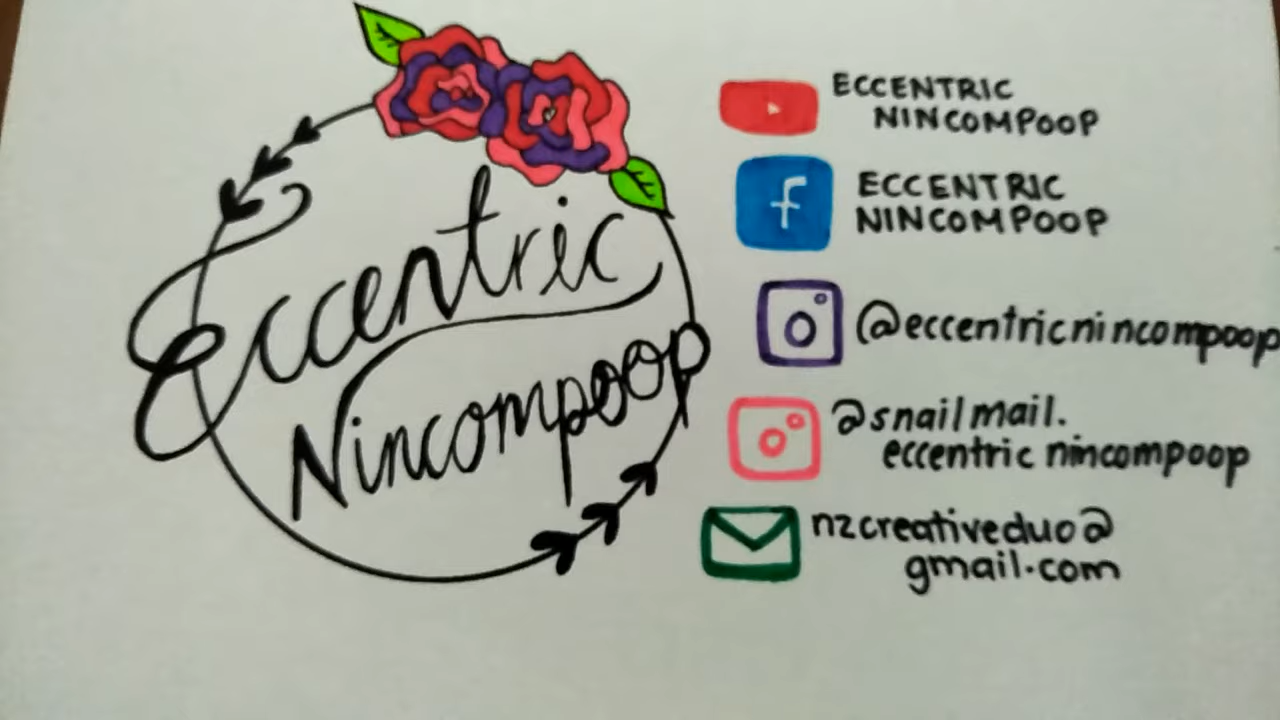 Eccentric
Nincompoop
ECCENTRIC
NINCOMPOOP
ECCENTRIC
NINCOMPOOP
@eccentricnincompoop
@snailmail.
eccentric nincompoop
nzcreativeduo@
gmail.com